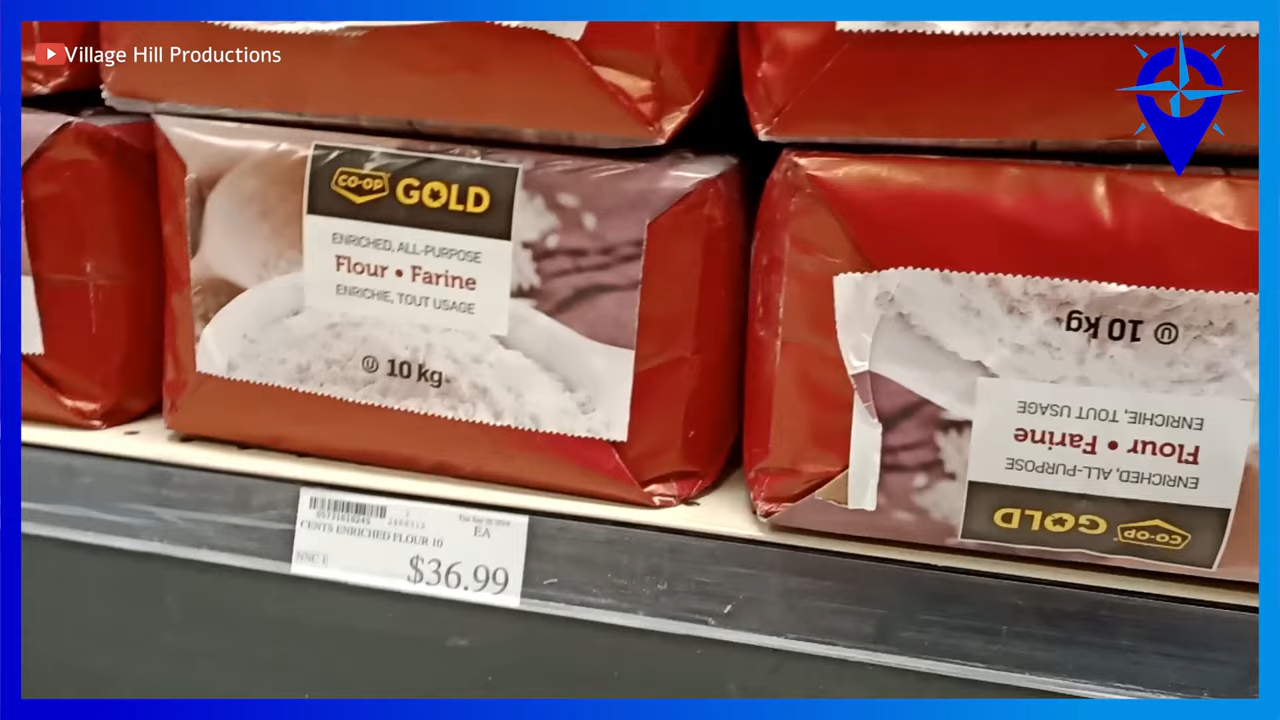 Village Hill Productions
CO-OP GOLD
ENRICHED, ALL-PURPOSE
Flour • Farine
ENRICHIE, TOUT USAGE
10 kg
10 kg
ENRICHIE, TOUT USAGE
Flour • Farine
ENRICHED, ALL-PURPOSE
CO-OP GOLD
EA
CENTS ENRICHED FLOUR 10
$36.99